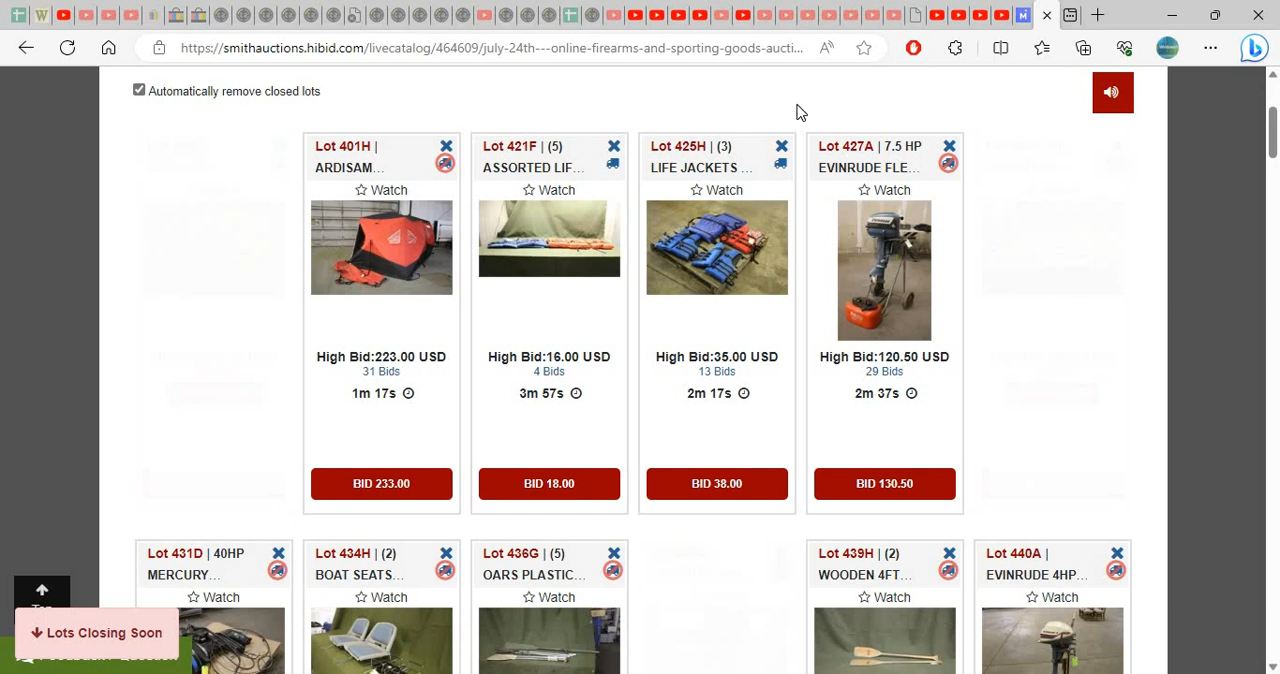 https://smithauctions.hibid.com/livecatalog/464609/july-24th---online-firearms-and-sporting-goods-aucti...
Automatically remove closed lots
Lot 401H |
ARDISAM...
Watch
High Bid:223.00 USD
31 Bids
1m 17s
BID 233.00
Lot 421F | (5)
ASSORTED LIF...
Watch
High Bid:16.00 USD
4 Bids
3m 57s
BID 18.00
Lot 425H | (3)
LIFE JACKETS ...
Watch
High Bid:35.00 USD
13 Bids
2m 17s
BID 38.00
Lot 427A | 7.5 HP
EVINRUDE FLE...
Watch
High Bid:120.50 USD
29 Bids
2m 37s
BID 130.50
Lot 431D | 40HP
MERCURY...
Watch
Lot 434H | (2)
BOAT SEATS...
Watch
Lot 436G | (5)
OARS PLASTIC...
Watch
Lot 439H | (2)
WOODEN 4FT...
Watch
Lot 440A |
EVINRUDE 4HP...
Watch
Lots Closing Soon